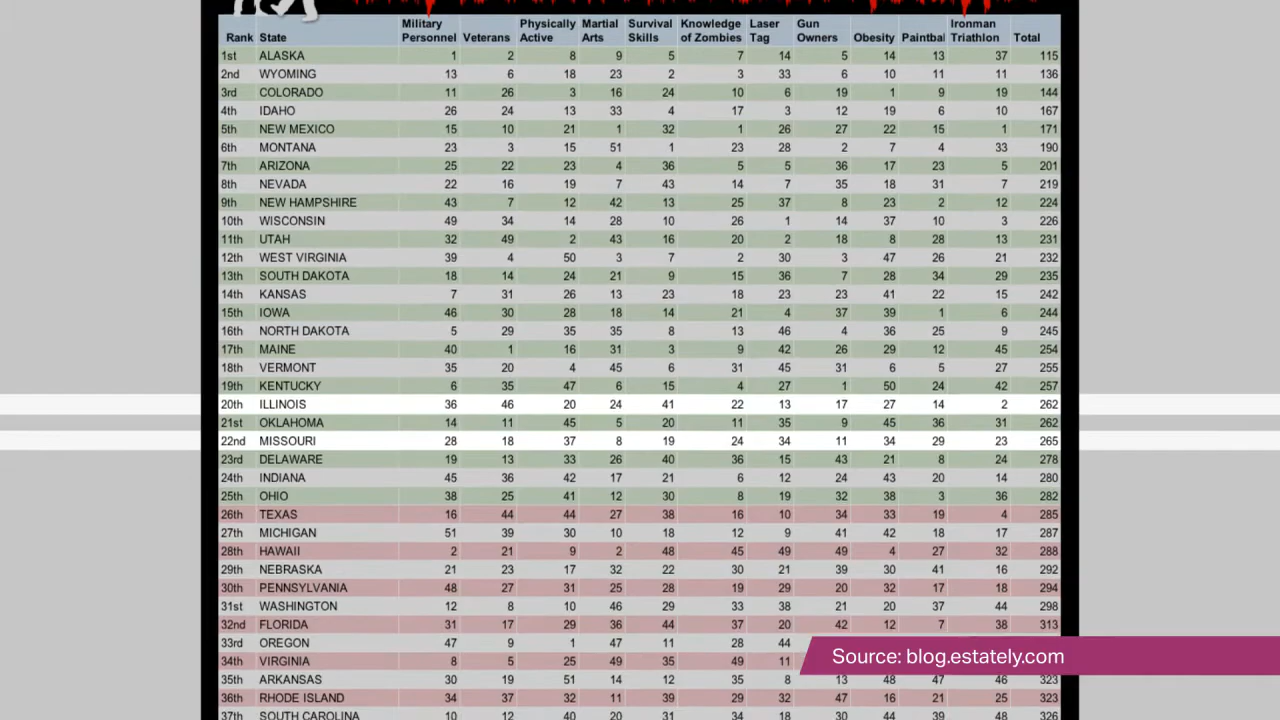 Military Veterans Physically Martial Survival Knowledge Laser Gun Obesity Paintbal Ironman
Rank State Personnel Active Arts Skills of Zombies Tag Owners Triathlon Total
1st ALASKA 1 2 8 9 5 7 14 5 14 13 37 115
2nd WYOMING 13 6 18 23 2 3 33 6 10 11 11 136
3rd COLORADO 11 26 3 16 24 10 6 19 1 9 19 144
4th IDAHO 26 24 13 33 4 17 3 12 19 6 10 167
5th NEW MEXICO 15 10 21 1 32 1 26 27 22 15 1 171
6th MONTANA 23 3 15 51 1 23 28 2 7 4 33 190
7th ARIZONA 25 22 23 4 36 5 5 36 17 23 5 201
8th NEVADA 22 16 19 7 43 14 7 35 18 31 7 219
9th NEW HAMPSHIRE 43 7 12 42 13 25 37 8 23 2 12 224
10th WISCONSIN 49 34 14 28 10 26 1 14 37 10 3 226
11th UTAH 32 49 2 43 16 20 2 18 8 28 13 231
12th WEST VIRGINIA 39 4 50 3 7 2 30 3 47 26 21 232
13th SOUTH DAKOTA 18 14 24 21 9 15 36 7 28 34 29 235
14th KANSAS 7 31 26 13 23 18 23 23 41 22 15 242
15th IOWA 46 30 28 18 14 21 4 37 39 1 6 244
16th NORTH DAKOTA 5 29 35 35 8 13 46 4 36 25 9 245
17th MAINE 40 1 16 31 3 9 42 26 29 12 45 254
18th VERMONT 35 20 4 45 6 31 45 31 6 5 27 255
19th KENTUCKY 6 35 47 6 15 4 27 1 50 24 42 257
20th ILLINOIS 36 46 20 24 41 22 13 17 27 14 2 262
21st OKLAHOMA 14 11 45 5 20 11 35 9 45 36 31 262
22nd MISSOURI 28 18 37 8 19 24 34 11 34 29 23 265
23rd DELAWARE 19 13 33 26 40 36 15 43 21 8 24 278
24th INDIANA 45 36 42 17 21 6 12 24 43 20 14 280
25th OHIO 38 25 41 12 30 8 19 32 38 3 36 282
26th TEXAS 16 44 44 27 38 16 10 34 33 19 4 285
27th MICHIGAN 51 39 30 10 18 12 9 41 42 18 17 287
28th HAWAII 2 21 9 2 48 45 49 49 4 27 32 288
29th NEBRASKA 21 23 17 32 22 30 21 39 30 41 16 292
30th PENNSYLVANIA 48 27 31 25 28 19 29 20 32 17 18 294
31st WASHINGTON 12 8 10 46 29 33 38 21 20 37 44 298
32nd FLORIDA 31 17 29 36 44 37 20 42 12 7 38 313
33rd OREGON 47 9 1 47 11 28 44
34th VIRGINIA 8 5 25 49 35 49 11
35th ARKANSAS 30 19 51 14 12 35 8 13 48 47 46 323
36th RHODE ISLAND 34 37 32 11 39 29 32 47 16 21 25 323
37th SOUTH CAROLINA 10 12 40 20 31 34 18 30 44 39 48 326
Source: blog.estately.com